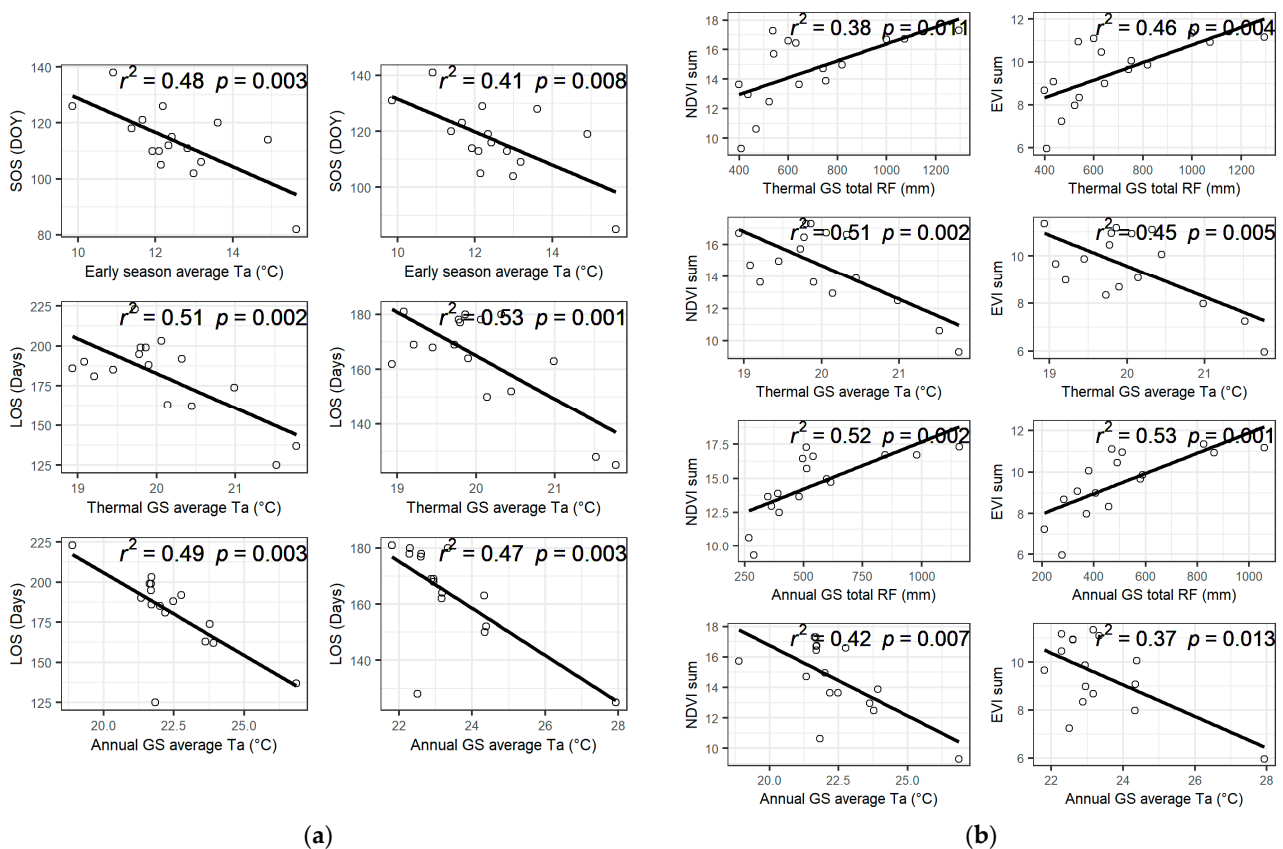 r² = 0.48 p = 0.003
140
120
100
80
SOS (DOY)
10 12 14
Early season average Ta (°C)
r² = 0.41 p = 0.008
140
120
100
SOS (DOY)
10 12 14
Early season average Ta (°C)
r² = 0.51 p = 0.002
225
200
175
150
125
LOS (Days)
19 20 21
Thermal GS average Ta (°C)
r² = 0.53 p = 0.001
180
160
140
LOS (Days)
19 20 21
Thermal GS average Ta (°C)
r² = 0.49 p = 0.003
225
200
175
150
125
LOS (Days)
20.0 22.5 25.0
Annual GS average Ta (°C)
r² = 0.47 p = 0.003
180
160
140
LOS (Days)
22 24 26 28
Annual GS average Ta (°C)
(a)
r² = 0.38 p = 0.011
18
16
14
12
10
NDVI sum
400 600 800 1000 1200
Thermal GS total RF (mm)
r² = 0.46 p = 0.004
12
10
8
6
EVI sum
400 600 800 1000 1200
Thermal GS total RF (mm)
r² = 0.51 p = 0.002
16
14
12
10
NDVI sum
19 20 21
Thermal GS average Ta (°C)
r² = 0.45 p = 0.005
10
8
6
EVI sum
19 20 21
Thermal GS average Ta (°C)
r² = 0.52 p = 0.002
17.5
15.0
12.5
10.0
NDVI sum
250 500 750 1000
Annual GS total RF (mm)
r² = 0.53 p = 0.001
12
10
8
6
EVI sum
200 400 600 800 1000
Annual GS total RF (mm)
r² = 0.42 p = 0.007
18
16
14
12
10
NDVI sum
20.0 22.5 25.0
Annual GS average Ta (°C)
r² = 0.37 p = 0.013
10
8
6
EVI sum
22 24 26 28
Annual GS average Ta (°C)
(b)